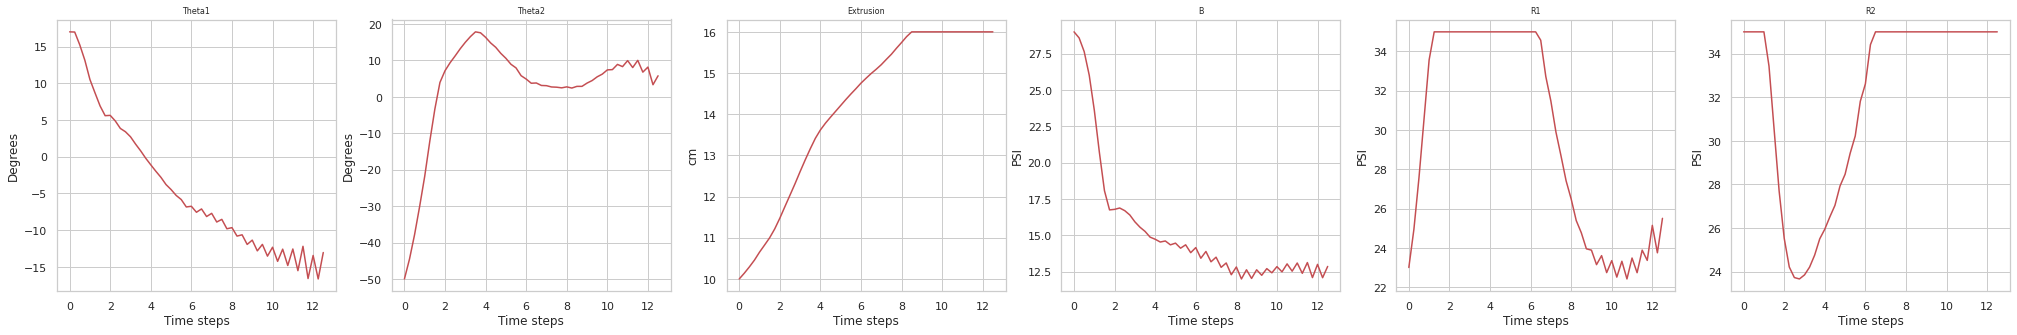 Theta1
Degrees
15
10
5
0
−5
−10
−15
0 2 4 6 8 10 12
Time steps
Theta2
Degrees
20
10
0
−10
−20
−30
−40
−50
0 2 4 6 8 10 12
Time steps
Extrusion
cm
16
15
14
13
12
11
10
0 2 4 6 8 10 12
Time steps
B
PSI
27.5
25.0
22.5
20.0
17.5
15.0
12.5
0 2 4 6 8 10 12
Time steps
R1
PSI
34
32
30
28
26
24
22
0 2 4 6 8 10 12
Time steps
R2
PSI
34
32
30
28
26
24
0 2 4 6 8 10 12
Time steps